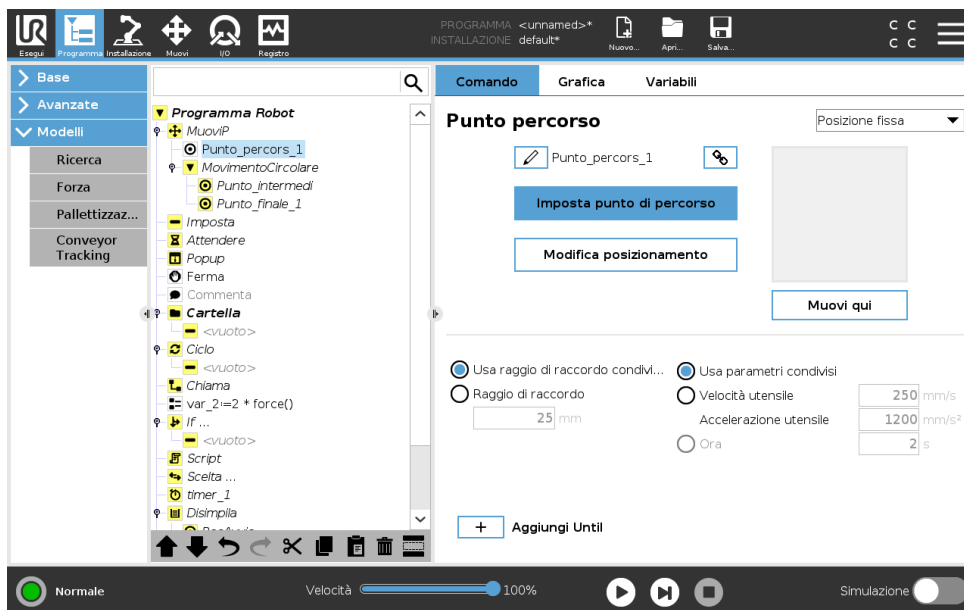 PROGRAMMA <unnamed>*
INSTALLAZIONE default*
Esegui
Programma
Installazione
Muovi
I/O
Registro
Nuovo...
Apri...
Salva...
C C
C C
Base
Avanzate
Modelli
Ricerca
Forza
Pallettizzaz...
Conveyor
Tracking
Programma Robot
MuoviP
Punto_percors_1
MovimentoCircolare
Punto_intermedi
Punto_finale_1
Imposta
Attendere
Popup
Ferma
Commenta
Cartella
<vuoto>
Ciclo
<vuoto>
Chiama
var_2:=2 * force()
If ...
<vuoto>
Script
Scelta ...
timer_1
Disimpila
Comando
Grafica
Variabili
Punto percorso
Posizione fissa
Punto_percors_1
Imposta punto di percorso
Modifica posizionamento
Muovi qui
Usa raggio di raccordo condivi...
Raggio di raccordo
25 mm
Usa parametri condivisi
Velocità utensile 250 mm/s
Accelerazione utensile 1200 mm/s²
Ora 2 s
+ Aggiungi Until
Normale
Velocità 100%
Simulazione